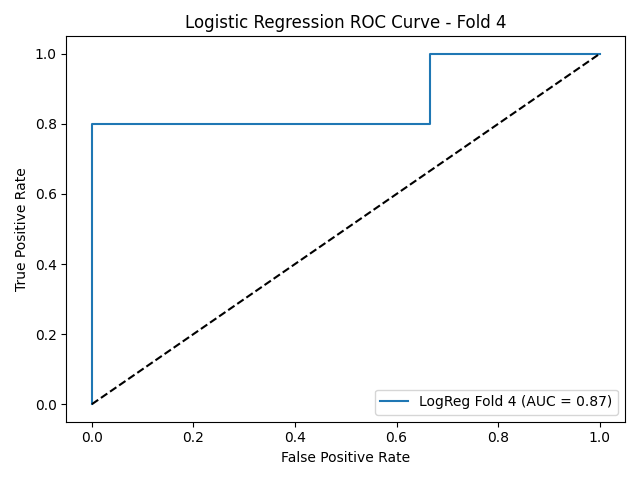 Logistic Regression ROC Curve - Fold 4
1.0
0.8
0.6
0.4
0.2
0.0
True Positive Rate
LogReg Fold 4 (AUC = 0.87)
0.0 0.2 0.4 0.6 0.8 1.0
False Positive Rate